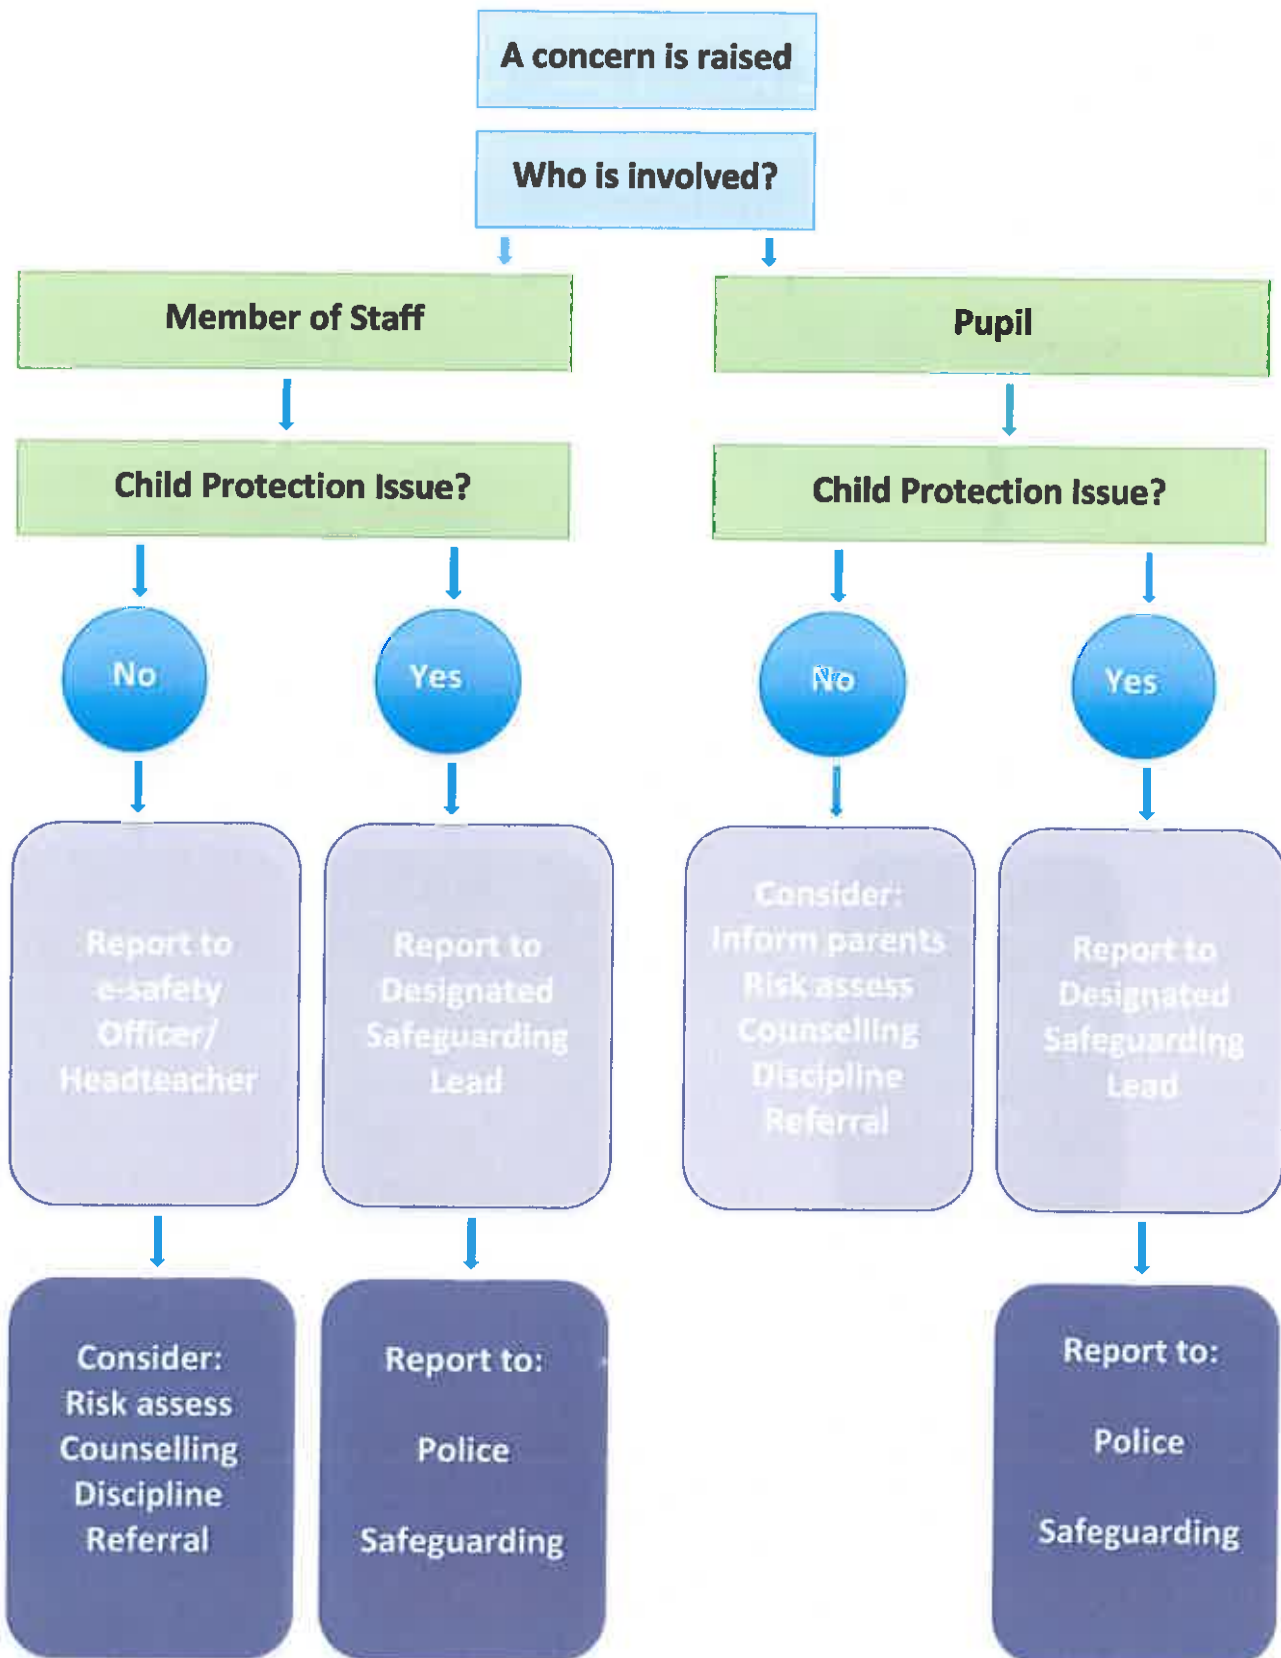 A concern is raised
Who is involved?
Member of Staff
Pupil
Child Protection Issue?
Child Protection Issue?
No
Yes
No
Yes
Report to
e-safety
Officer/
Headteacher
Report to
Designated
Safeguarding
Lead
Consider:
Inform parents
Risk assess
Counselling
Discipline
Referral
Report to
Designated
Safeguarding
Lead
Consider:
Risk assess
Counselling
Discipline
Referral
Report to:
Police
Safeguarding
Report to:
Police
Safeguarding